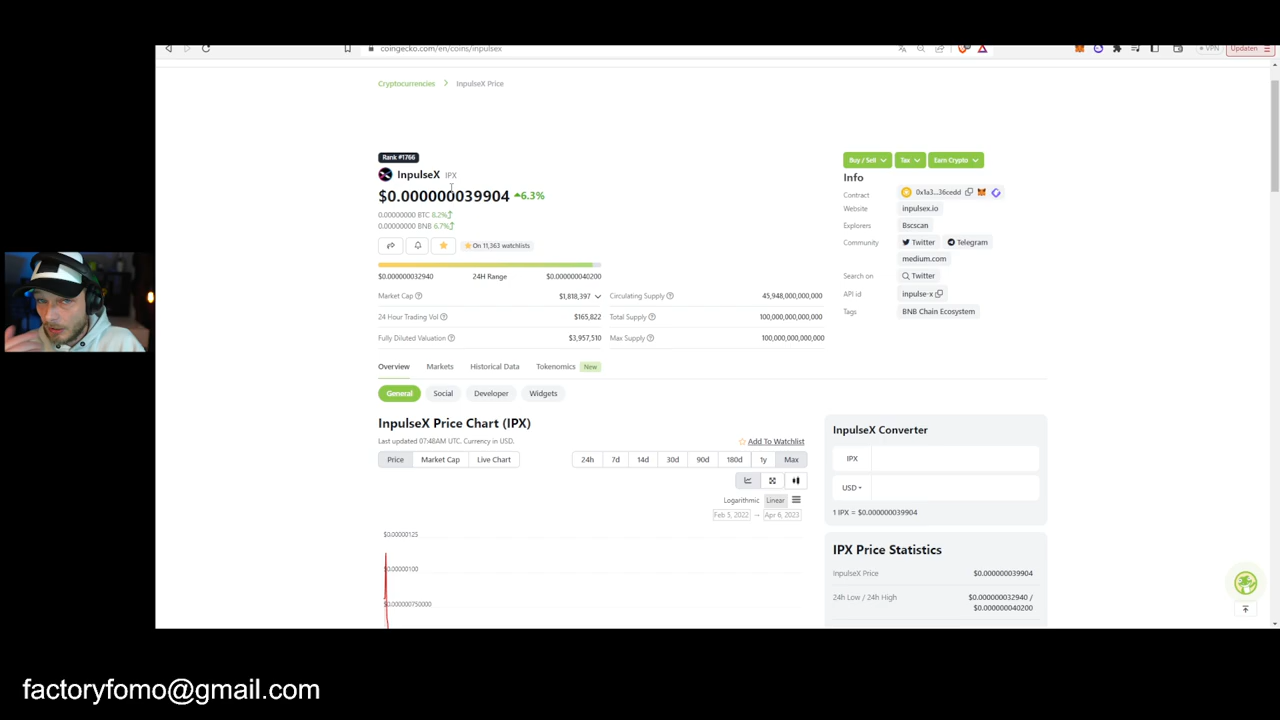 coingecko.com/en/coins/inpulsex
VPN
Updaten
Cryptocurrencies > InpulseX Price
Rank #1766
InpulseX IPX
$0.000000039904 6.3%
0.00000000 BTC 8.2%
0.00000000 BNB 6.7%
On 11,363 watchlists
$0.000000032940 24H Range $0.000000040200
Market Cap $1,818,397
Circulating Supply 45,948,000,000,000
24 Hour Trading Vol $165,822
Total Supply 100,000,000,000,000
Fully Diluted Valuation $3,957,510
Max Supply 100,000,000,000,000
Buy / Sell Tax Earn Crypto
Info
Contract 0x1a3...36cedd
Website inpulsex.io
Explorers Bscscan
Community Twitter Telegram
medium.com
Search on Twitter
API id inpulse-x
Tags BNB Chain Ecosystem
Overview Markets Historical Data Tokenomics New
General Social Developer Widgets
InpulseX Price Chart (IPX)
Last updated 07:48AM UTC. Currency in USD.
Add To Watchlist
Price Market Cap Live Chart
24h 7d 14d 30d 90d 180d 1y Max
Logarithmic Linear
Feb 5, 2022 → Apr 6, 2023
$0.00000125
$0.00000100
$0.000000750000
InpulseX Converter
IPX
USD
1 IPX = $0.000000039904
IPX Price Statistics
InpulseX Price $0.000000039904
24h Low / 24h High $0.000000032940 /
$0.000000040200
factoryfomo@gmail.com